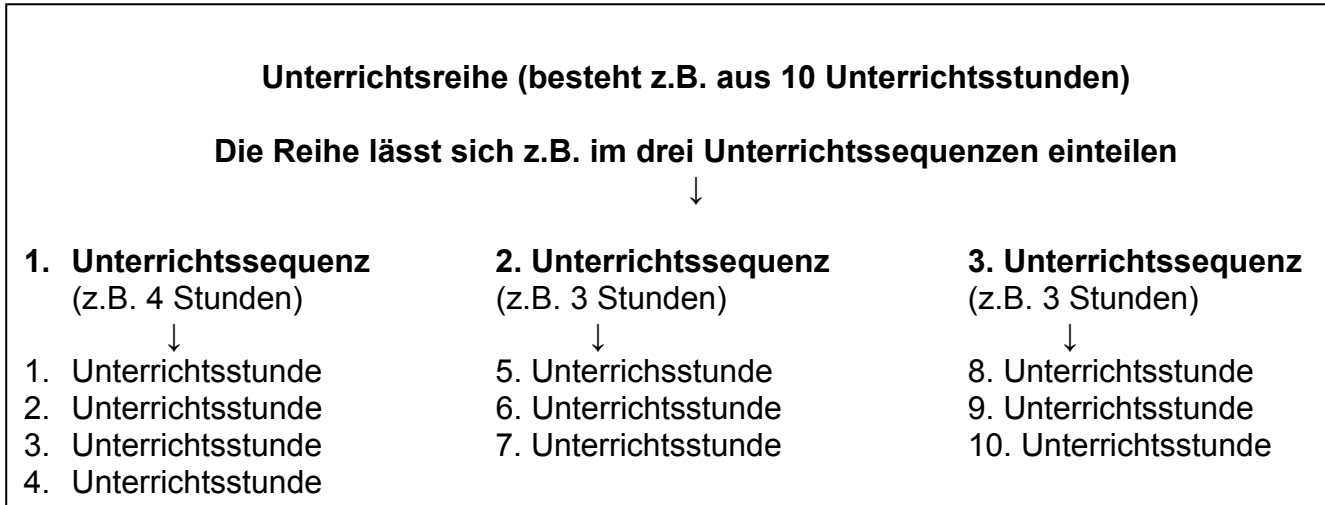 Unterrichtsreihe (besteht z.B. aus 10 Unterrichtsstunden)
Die Reihe lässt sich z.B. im drei Unterrichtssequenzen einteilen
↓
1. Unterrichtssequenz
(z.B. 4 Stunden)
↓
1. Unterrichtsstunde
2. Unterrichtsstunde
3. Unterrichtsstunde
4. Unterrichtsstunde
2. Unterrichtssequenz
(z.B. 3 Stunden)
↓
5. Unterrichsstunde
6. Unterrichtsstunde
7. Unterrichtsstunde
3. Unterrichtssequenz
(z.B. 3 Stunden)
↓
8. Unterrichtsstunde
9. Unterrichtsstunde
10. Unterrichtsstunde